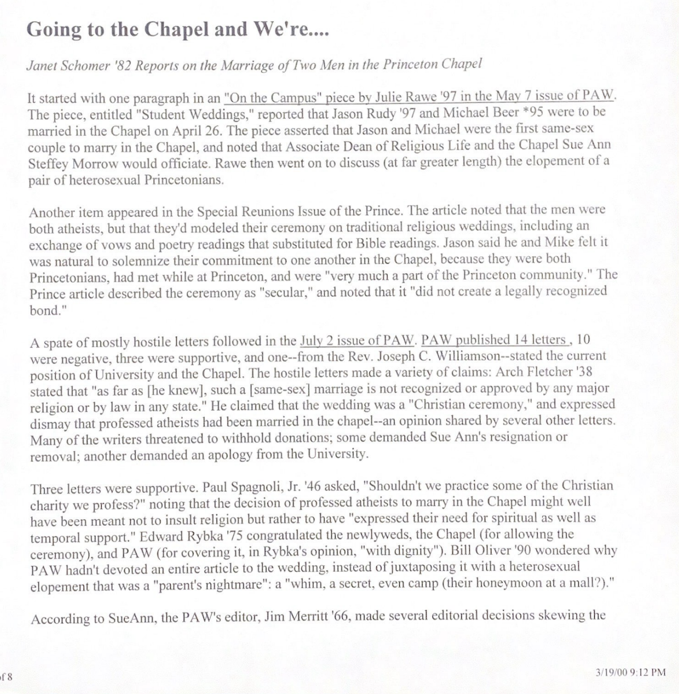 Going to the Chapel and We're....
Janet Schomer '82 Reports on the Marriage of Two Men in the Princeton Chapel
It started with one paragraph in an "On the Campus" piece by Julie Rawe '97 in the May 7 issue of PAW.
The piece, entitled "Student Weddings," reported that Jason Rudy '97 and Michael Beer *95 were to be
married in the Chapel on April 26. The piece asserted that Jason and Michael were the first same-sex
couple to marry in the Chapel, and noted that Associate Dean of Religious Life and the Chapel Sue Ann
Steffey Morrow would officiate. Rawe then went on to discuss (at far greater length) the elopement of a
pair of heterosexual Princetonians.
Another item appeared in the Special Reunions Issue of the Prince. The article noted that the men were
both atheists, but that they'd modeled their ceremony on traditional religious weddings, including an
exchange of vows and poetry readings that substituted for Bible readings. Jason said he and Mike felt it
was natural to solemnize their commitment to one another in the Chapel, because they were both
Princetonians, had met while at Princeton, and were "very much a part of the Princeton community." The
Prince article described the ceremony as "secular," and noted that it "did not create a legally recognized
bond."
A spate of mostly hostile letters followed in the July 2 issue of PAW. PAW published 14 letters , 10
were negative, three were supportive, and one--from the Rev. Joseph C. Williamson--stated the current
position of University and the Chapel. The hostile letters made a variety of claims: Arch Fletcher '38
stated that "as far as [he knew], such a [same-sex] marriage is not recognized or approved by any major
religion or by law in any state." He claimed that the wedding was a "Christian ceremony," and expressed
dismay that professed atheists had been married in the chapel--an opinion shared by several other letters.
Many of the writers threatened to withhold donations; some demanded Sue Ann's resignation or
removal; another demanded an apology from the University.
Three letters were supportive. Paul Spagnoli, Jr. '46 asked, "Shouldn't we practice some of the Christian
charity we profess?" noting that the decision of professed atheists to marry in the Chapel might well
have been meant not to insult religion but rather to have "expressed their need for spiritual as well as
temporal support." Edward Rybka '75 congratulated the newlyweds, the Chapel (for allowing the
ceremony), and PAW (for covering it, in Rybka's opinion, "with dignity"). Bill Oliver '90 wondered why
PAW hadn't devoted an entire article to the wedding, instead of juxtaposing it with a heterosexual
elopement that was a "parent's nightmare": a "whim, a secret, even camp (their honeymoon at a mall?)."
According to SueAnn, the PAW's editor, Jim Merritt '66, made several editorial decisions skewing the
of 8
3/19/00 9:12 PM